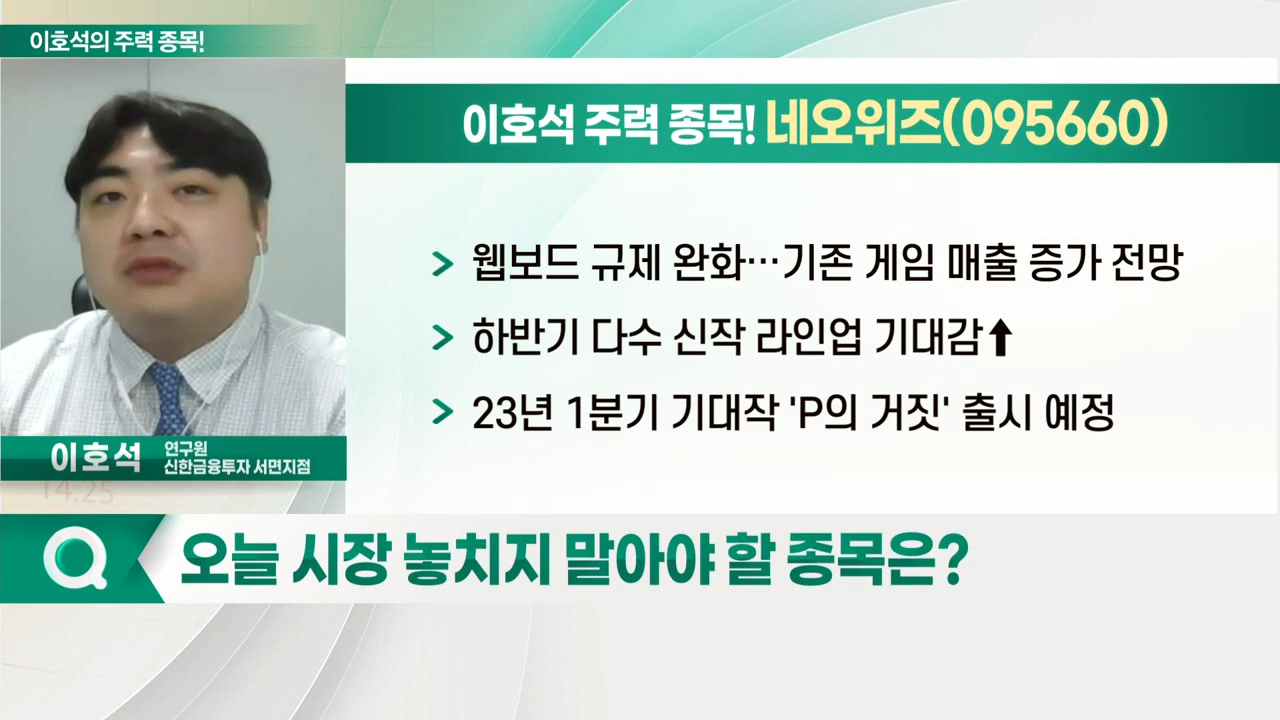 이호석의 주력 종목!
이호석 주력 종목! 네오위즈(095660)
> 웹보드 규제 완화…기존 게임 매출 증가 전망
> 하반기 다수 신작 라인업 기대감⬆
> 23년 1분기 기대작 'P의 거짓' 출시 예정
이호석
연구원
신한금융투자 서면지점
14.25
Q 오늘 시장 놓치지 말아야 할 종목은?